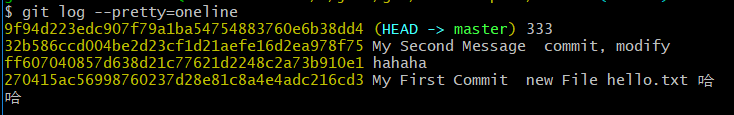 $ git log --pretty=oneline
9f94d223edc907f79a1ba54754883760e6b38dd4 (HEAD -> master) 333
32b586ccd004be2d23cf1d21aefe16d2ea978f75 My Second Message  commit, modify
ff607040857d638d21c77621d2248c2a73b910e1 hahaha
270415ac56998760237d28e81c8a4e4adc216cd3 My First Commit  new File hello.txt 哈
哈